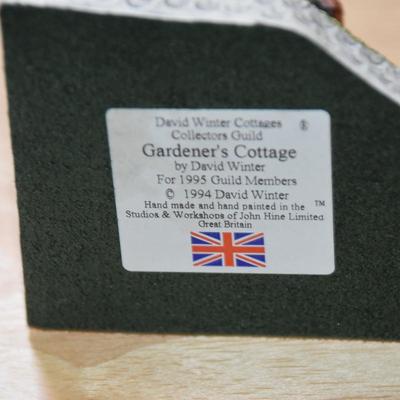 David Winter Cottages ®
Collectors Guild
Gardener's Cottage
by David Winter
For 1995 Guild Members
© 1994 David Winter
Hand made and hand painted in the ™
Studios & Workshops of John Hine Limited
Great Britain